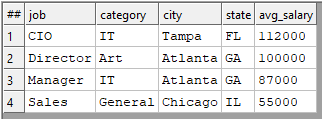 ## job category city state avg_salary
1 CIO IT Tampa FL 112000
2 Director Art Atlanta GA 100000
3 Manager IT Atlanta GA 87000
4 Sales General Chicago IL 55000